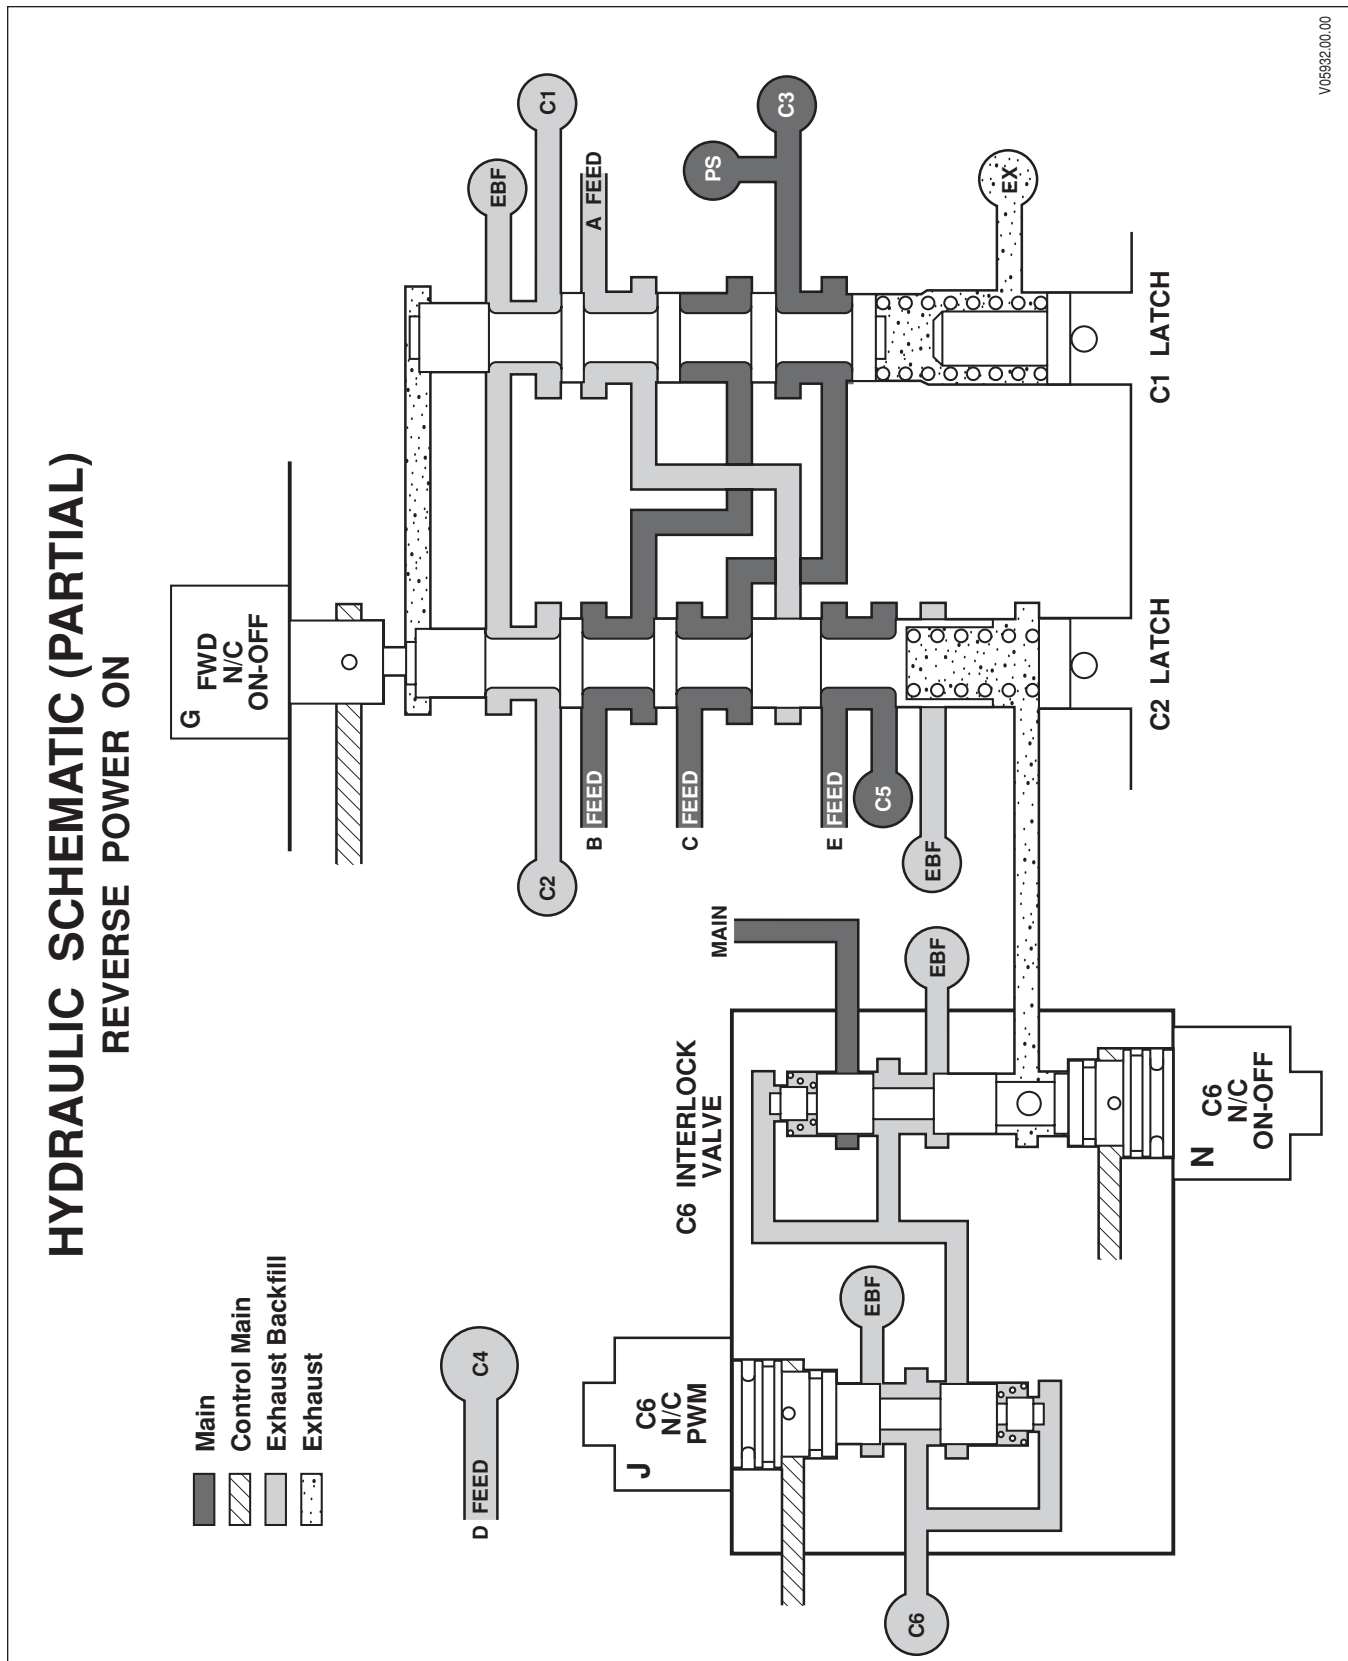 HYDRAULIC SCHEMATIC (PARTIAL)
REVERSE POWER ON
Main
Control Main
Exhaust Backfill
Exhaust
D FEED
C4
G
FWD
N/C
ON-OFF
EBF
C1
A FEED
PS
C3
EX
C1 LATCH
C2
B FEED
C FEED
E FEED
C5
EBF
C2 LATCH
MAIN
C6 INTERLOCK
VALVE
EBF
EBF
J
C6
N/C
PWM
C6
N
C6
N/C
ON-OFF
V05932.00.00